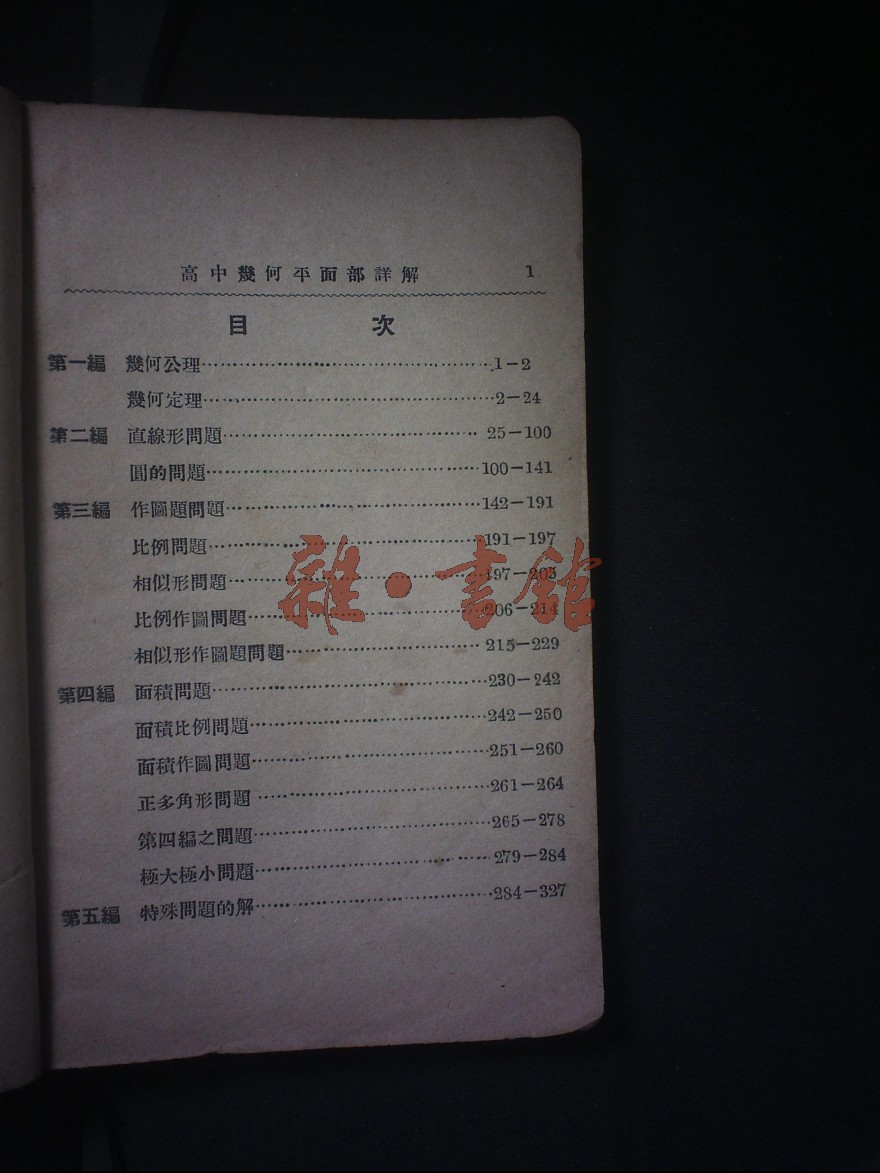 高中幾何平面部詳解 1
目 次
第一編 幾何公理……1－2
幾何定理……2－24
第二編 直線形問題……25－100
圓的問題……100－141
第三編 作圖題問題……142－191
比例問題……191－197
相似形問題……197－205
比例作圖問題……206－214
相似形作圖題問題……215－229
第四編 面積問題……230－242
面積比例問題……242－250
面積作圖問題……251－260
正多角形問題……261－264
第四編之問題……265－278
極大極小問題……279－284
第五編 特殊問題的解……284－327
雜·書館